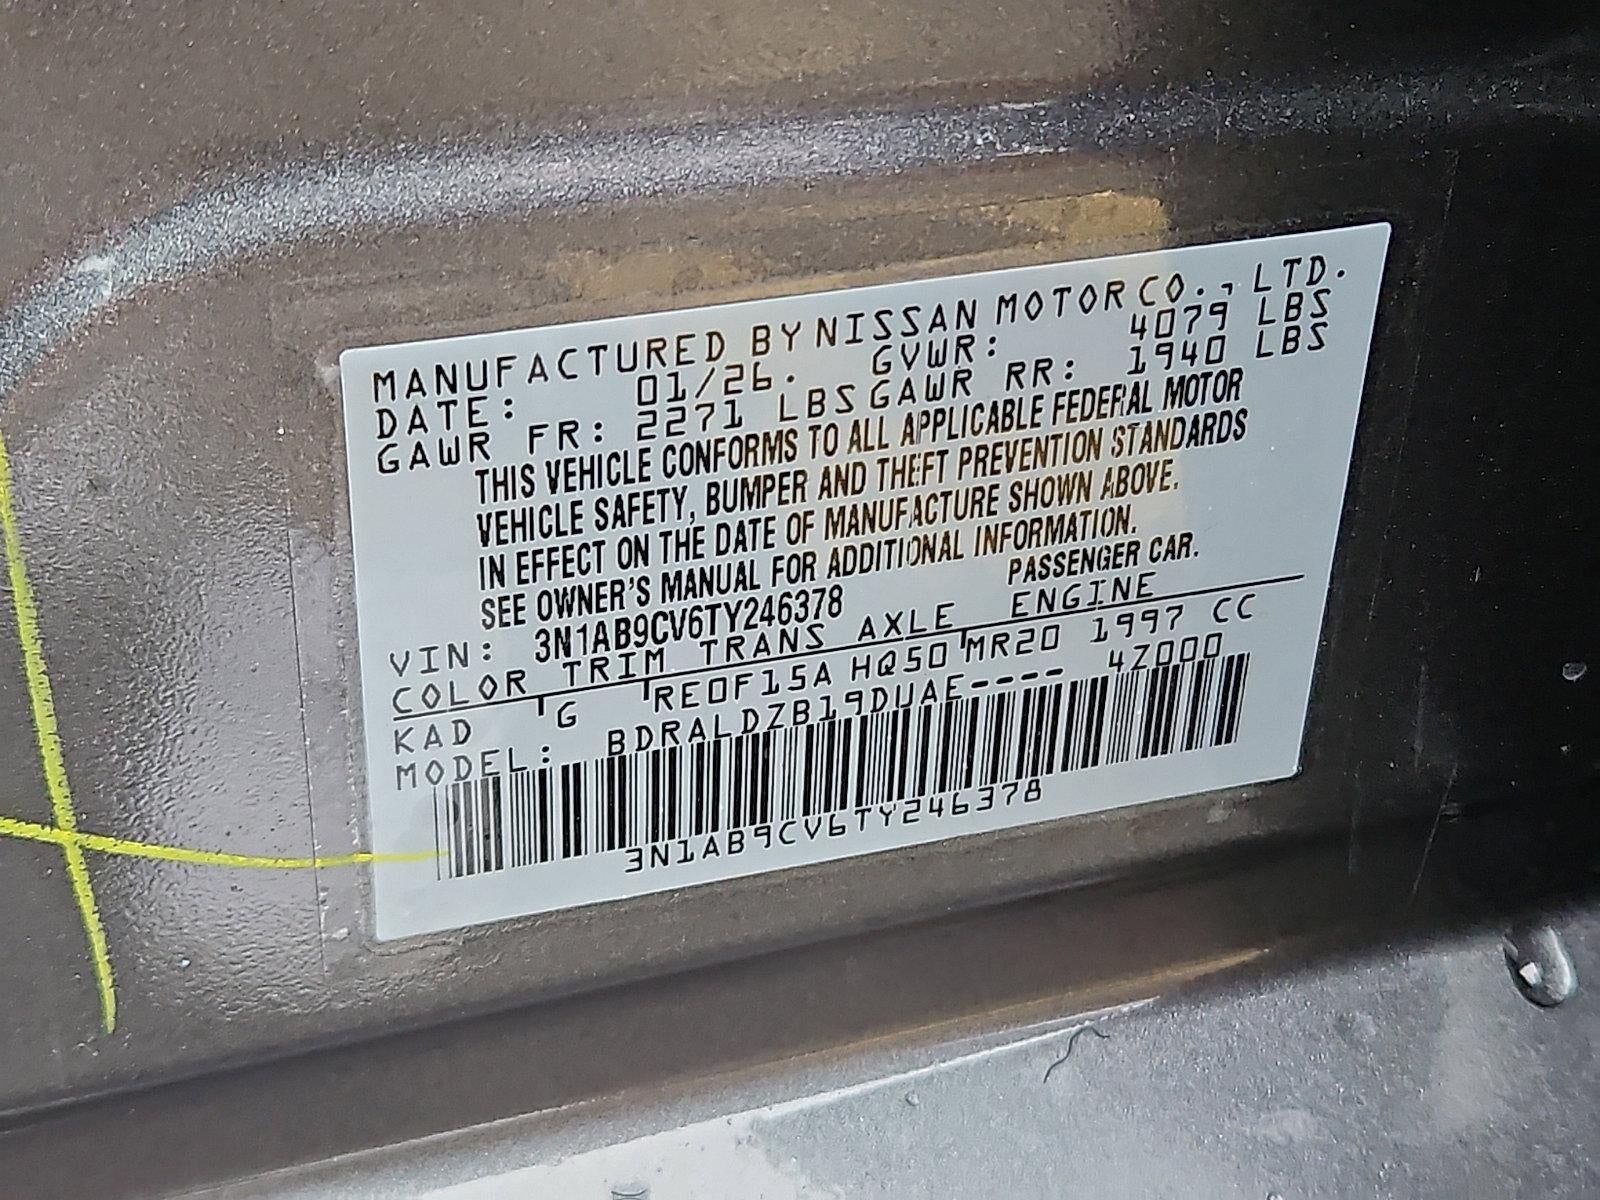 MANUFACTURED BY NISSAN MOTOR CO., LTD.
DATE: 01/26. GVWR: 4079 LBS
GAWR FR: 2271 LBS GAWR RR: 1940 LBS
THIS VEHICLE CONFORMS TO ALL APPLICABLE FEDERAL MOTOR
VEHICLE SAFETY, BUMPER AND THEFT PREVENTION STANDARDS
IN EFFECT ON THE DATE OF MANUFACTURE SHOWN ABOVE.
SEE OWNER'S MANUAL FOR ADDITIONAL INFORMATION.
VIN: 3N1AB9CV6TY246378 PASSENGER CAR.
COLOR TRIM TRANS AXLE ENGINE
KAD G RE0F15A HQ50 MR20 1997 CC
MODEL: BDRALDZB19DUAE---- 4Z000
3N1AB9CV6TY246378